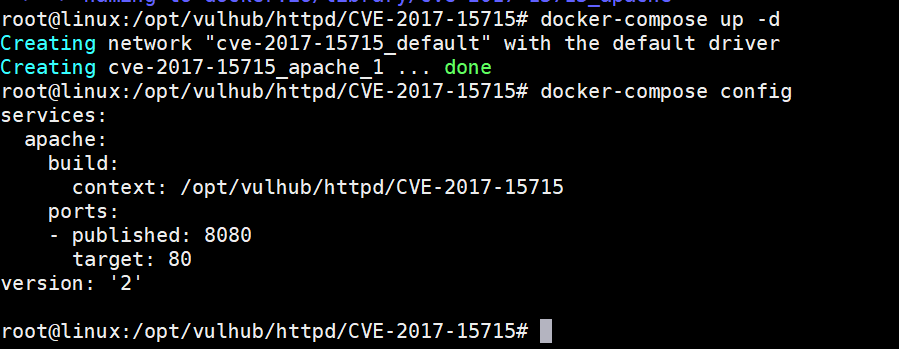 root@linux:/opt/vulhub/httpd/CVE-2017-15715# docker-compose up -d
Creating network "cve-2017-15715_default" with the default driver
Creating cve-2017-15715_apache_1 ... done
root@linux:/opt/vulhub/httpd/CVE-2017-15715# docker-compose config
services:
  apache:
    build:
      context: /opt/vulhub/httpd/CVE-2017-15715
    ports:
    - published: 8080
      target: 80
version: '2'
root@linux:/opt/vulhub/httpd/CVE-2017-15715#